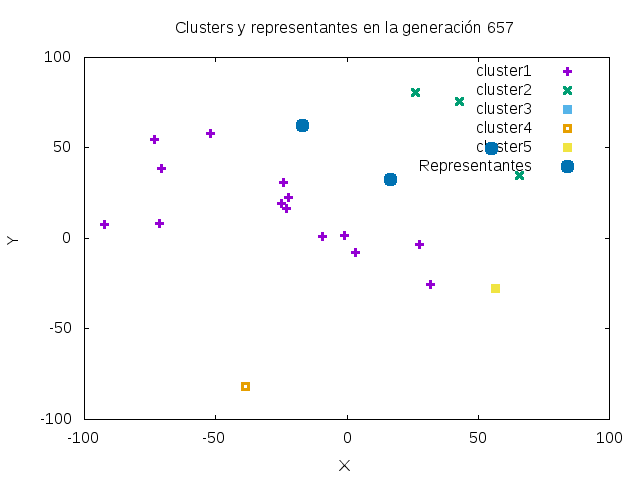 Clusters y representantes en la generación 657
100
50
0
-50
-100
-100
-50
0
50
100
Y
X
cluster1
cluster2
cluster3
cluster4
cluster5
Representantes